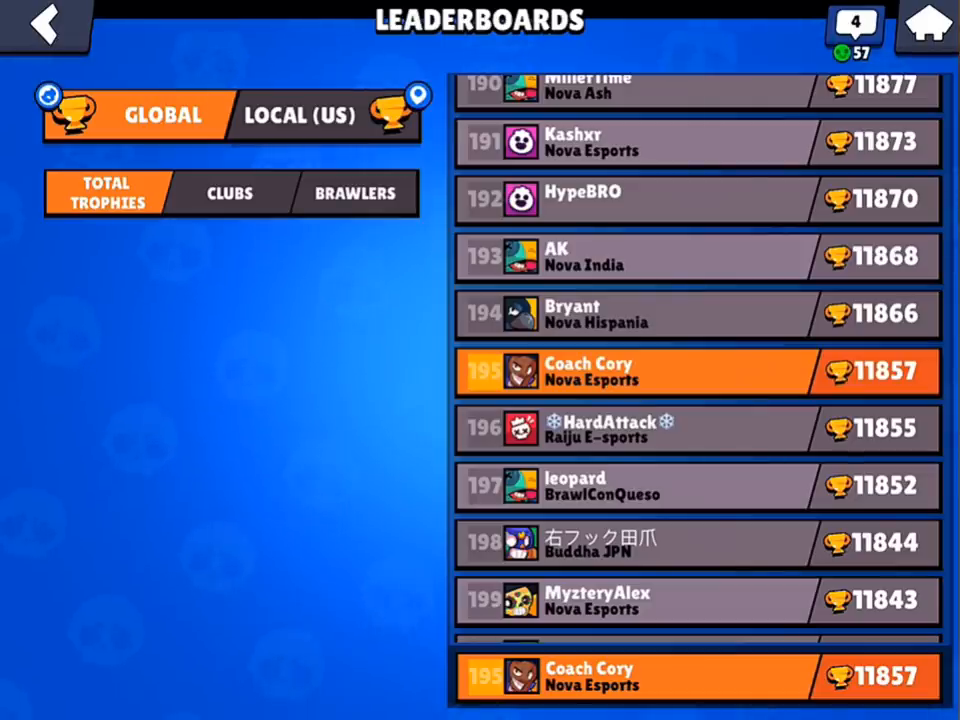 LEADERBOARDS
4
57
GLOBAL
LOCAL (US)
TOTAL
TROPHIES
CLUBS
BRAWLERS
190 MillerTime 11877
Nova Ash
191 Kashxr 11873
Nova Esports
192 HypeBRO 11870
193 AK 11868
Nova India
194 Bryant 11866
Nova Hispania
195 Coach Cory 11857
Nova Esports
196 ❄HardAttack❄ 11855
Raiju E-sports
197 leopard 11852
BrawlConQueso
198 右フック田爪 11844
Buddha JPN
199 MyzteryAlex 11843
Nova Esports
195 Coach Cory 11857
Nova Esports